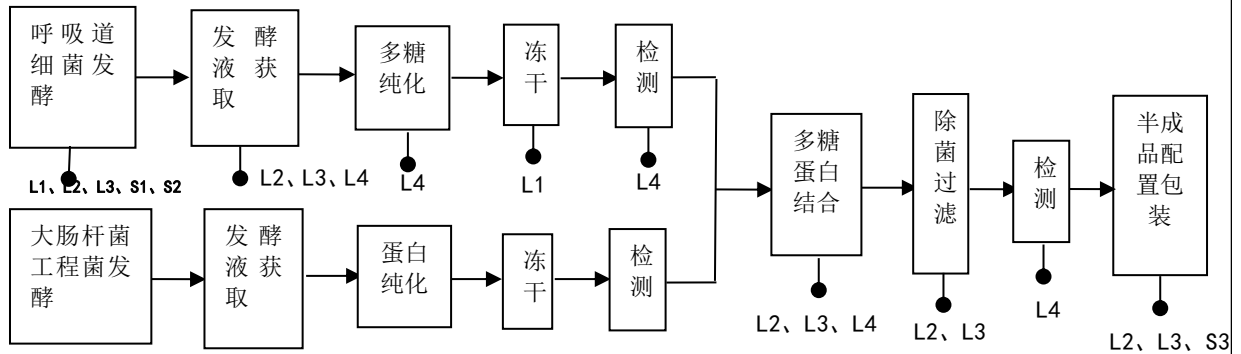 呼吸道
细菌发
酵
发酵
液获
取
多糖
纯化
冻
干
检
测
L1、L2、L3、S1、S2
L2、L3、L4
L4
L1
L4
大肠杆菌
工程菌发
酵
发酵
液获
取
蛋白
纯化
冻
干
检
测
多糖
蛋白
结合
除
菌
过
滤
检
测
半成
品配
置包
装
L2、L3、L4
L2、L3
L4
L2、L3、S3